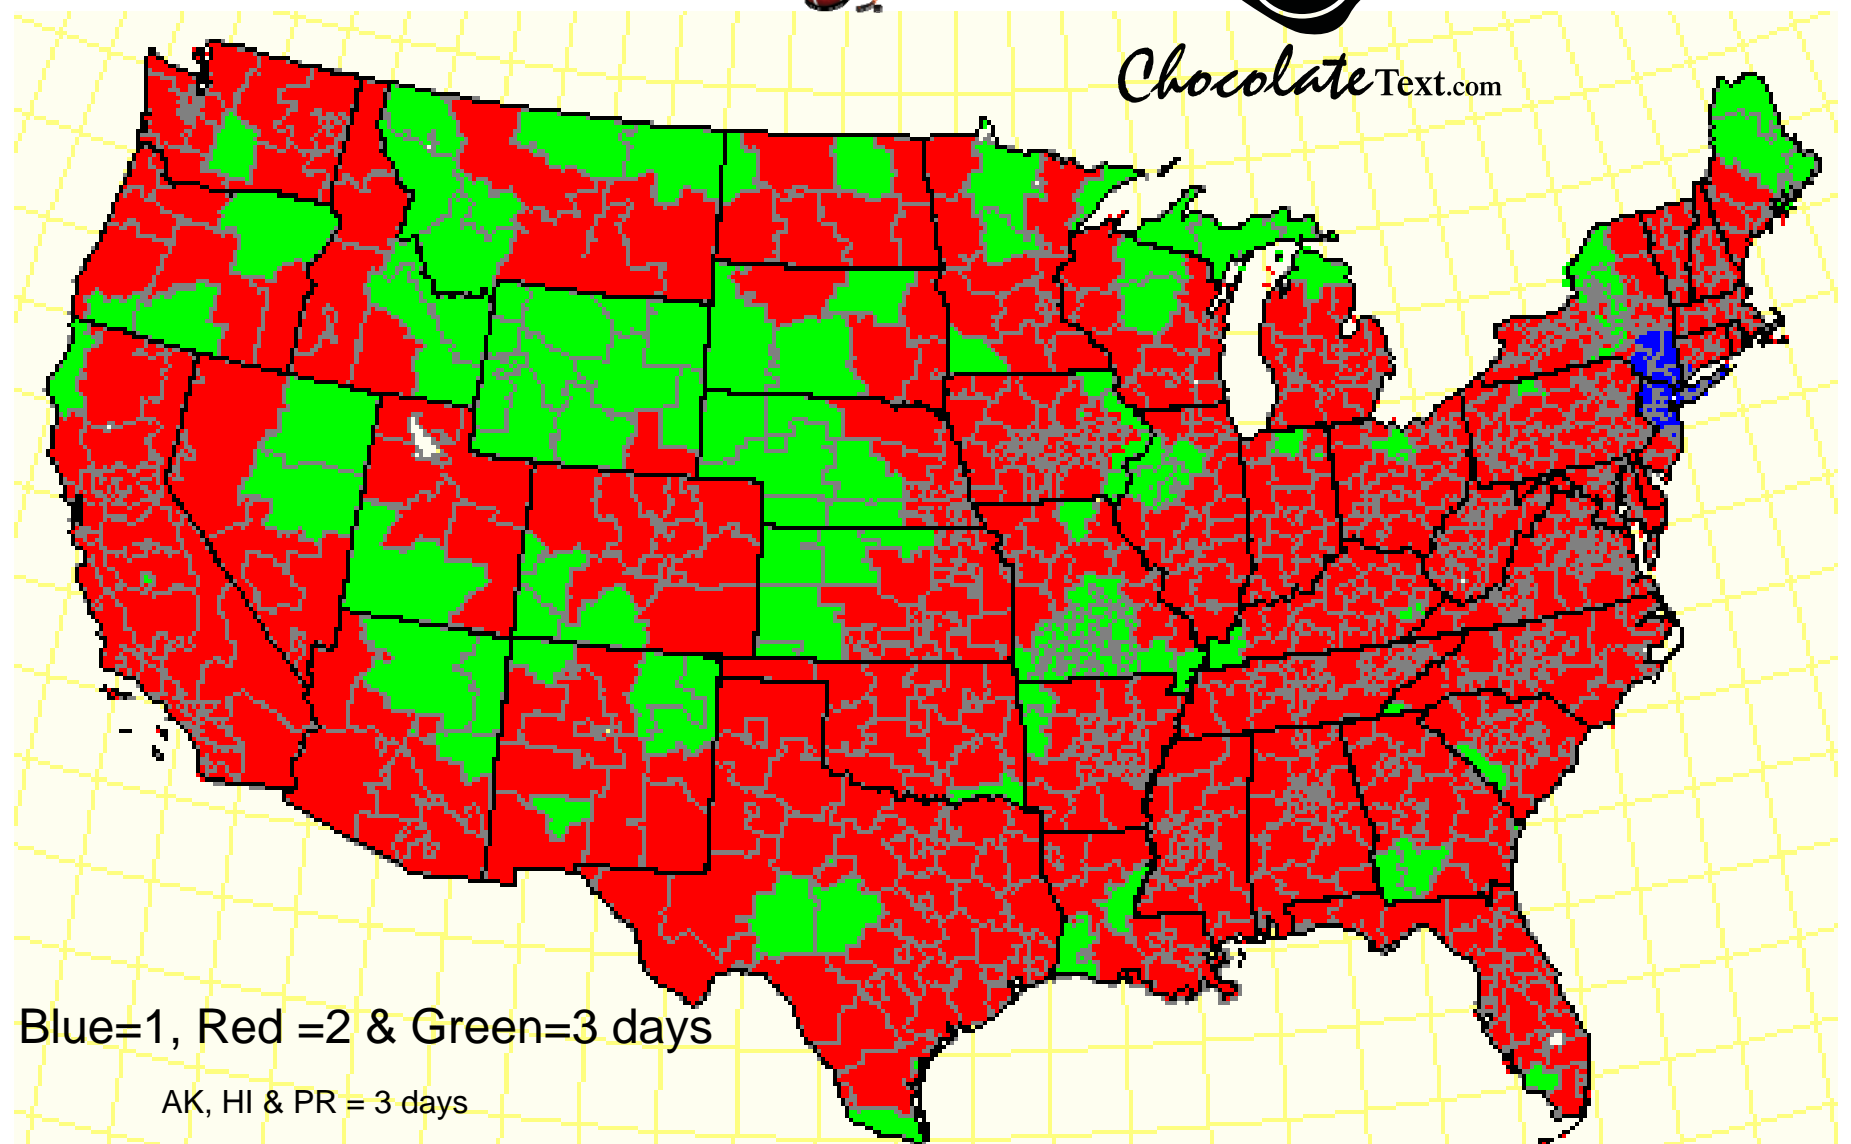 ChocolateText.com
Blue=1, Red =2 & Green=3 days
AK, HI & PR = 3 days